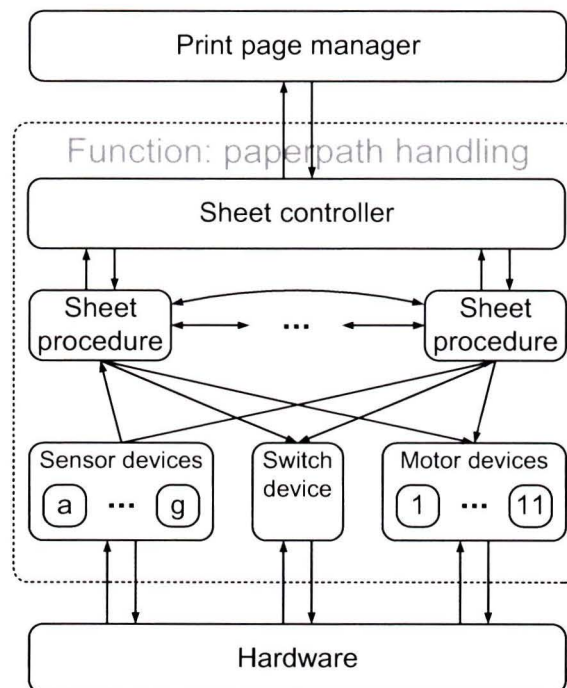 Print page manager
Function: paperpath handling
Sheet controller
Sheet
procedure
...
Sheet
procedure
Sensor devices
a ... g
Switch
device
Motor devices
1 ... 11
Hardware